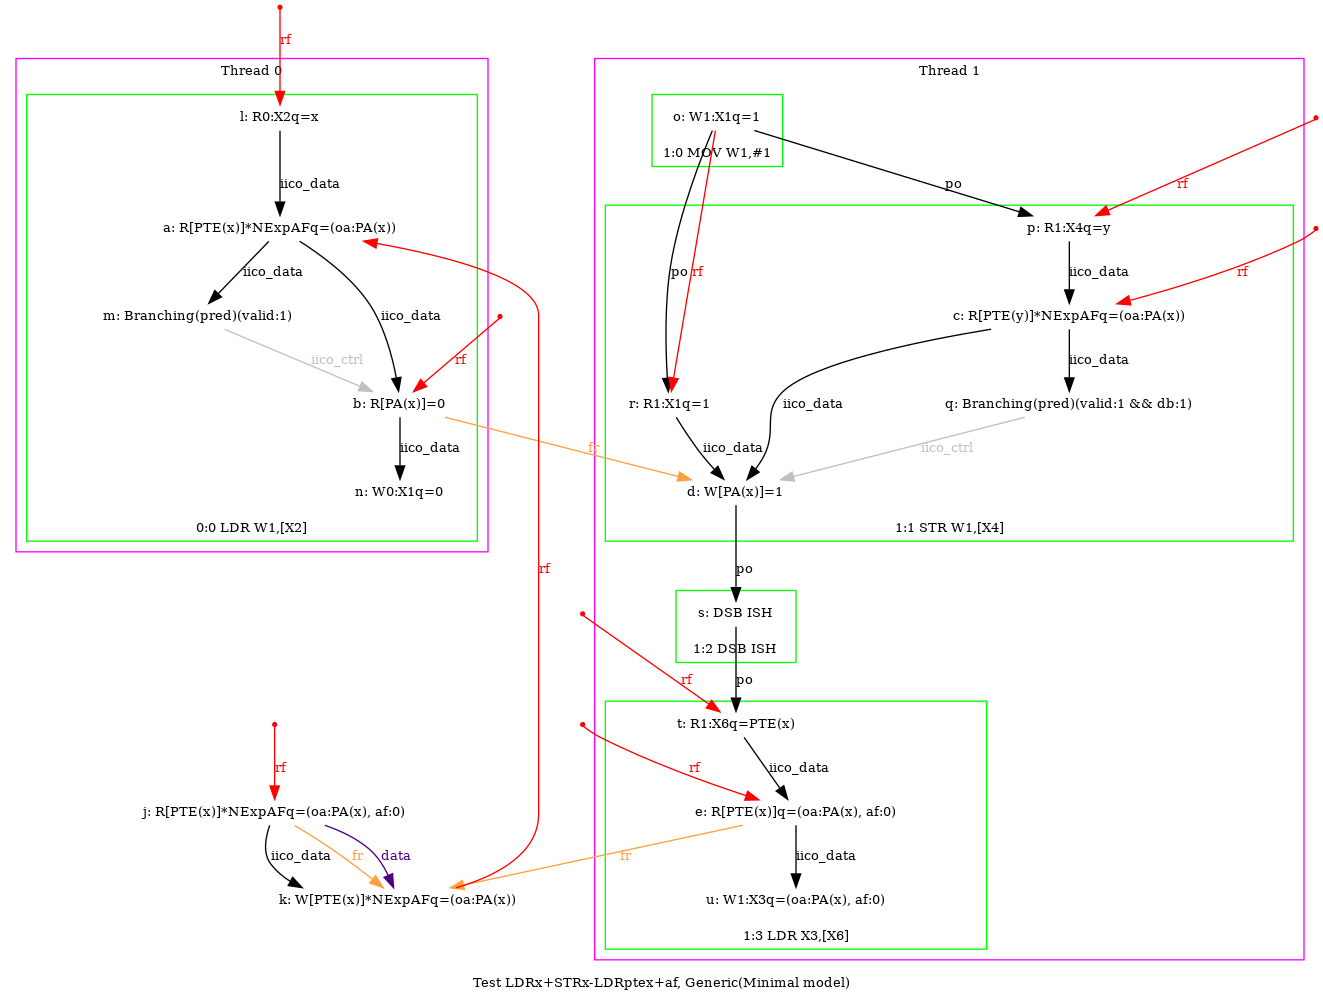 rf
Thread 0
Thread 1
l: R0:X2q=x
o: W1:X1q=1
1:0 MOV W1,#1
iico_data
po
rf
a: R[PTE(x)]*NExpAFq=(oa:PA(x))
p: R1:X4q=y
iico_data
iico_data
po
rf
iico_data
rf
m: Branching(pred)(valid:1)
c: R[PTE(y)]*NExpAFq=(oa:PA(x))
iico_ctrl
rf
iico_data
b: R[PA(x)]=0
r: R1:X1q=1
iico_data
q: Branching(pred)(valid:1 && db:1)
iico_data
fr
iico_data
iico_ctrl
n: W0:X1q=0
d: W[PA(x)]=1
0:0 LDR W1,[X2]
1:1 STR W1,[X4]
rf
po
s: DSB ISH
1:2 DSB ISH
rf
po
t: R1:X6q=PTE(x)
rf
rf
iico_data
j: R[PTE(x)]*NExpAFq=(oa:PA(x), af:0)
e: R[PTE(x)]q=(oa:PA(x), af:0)
iico_data
fr
data
fr
iico_data
k: W[PTE(x)]*NExpAFq=(oa:PA(x))
u: W1:X3q=(oa:PA(x), af:0)
1:3 LDR X3,[X6]
Test LDRx+STRx-LDRptex+af, Generic(Minimal model)